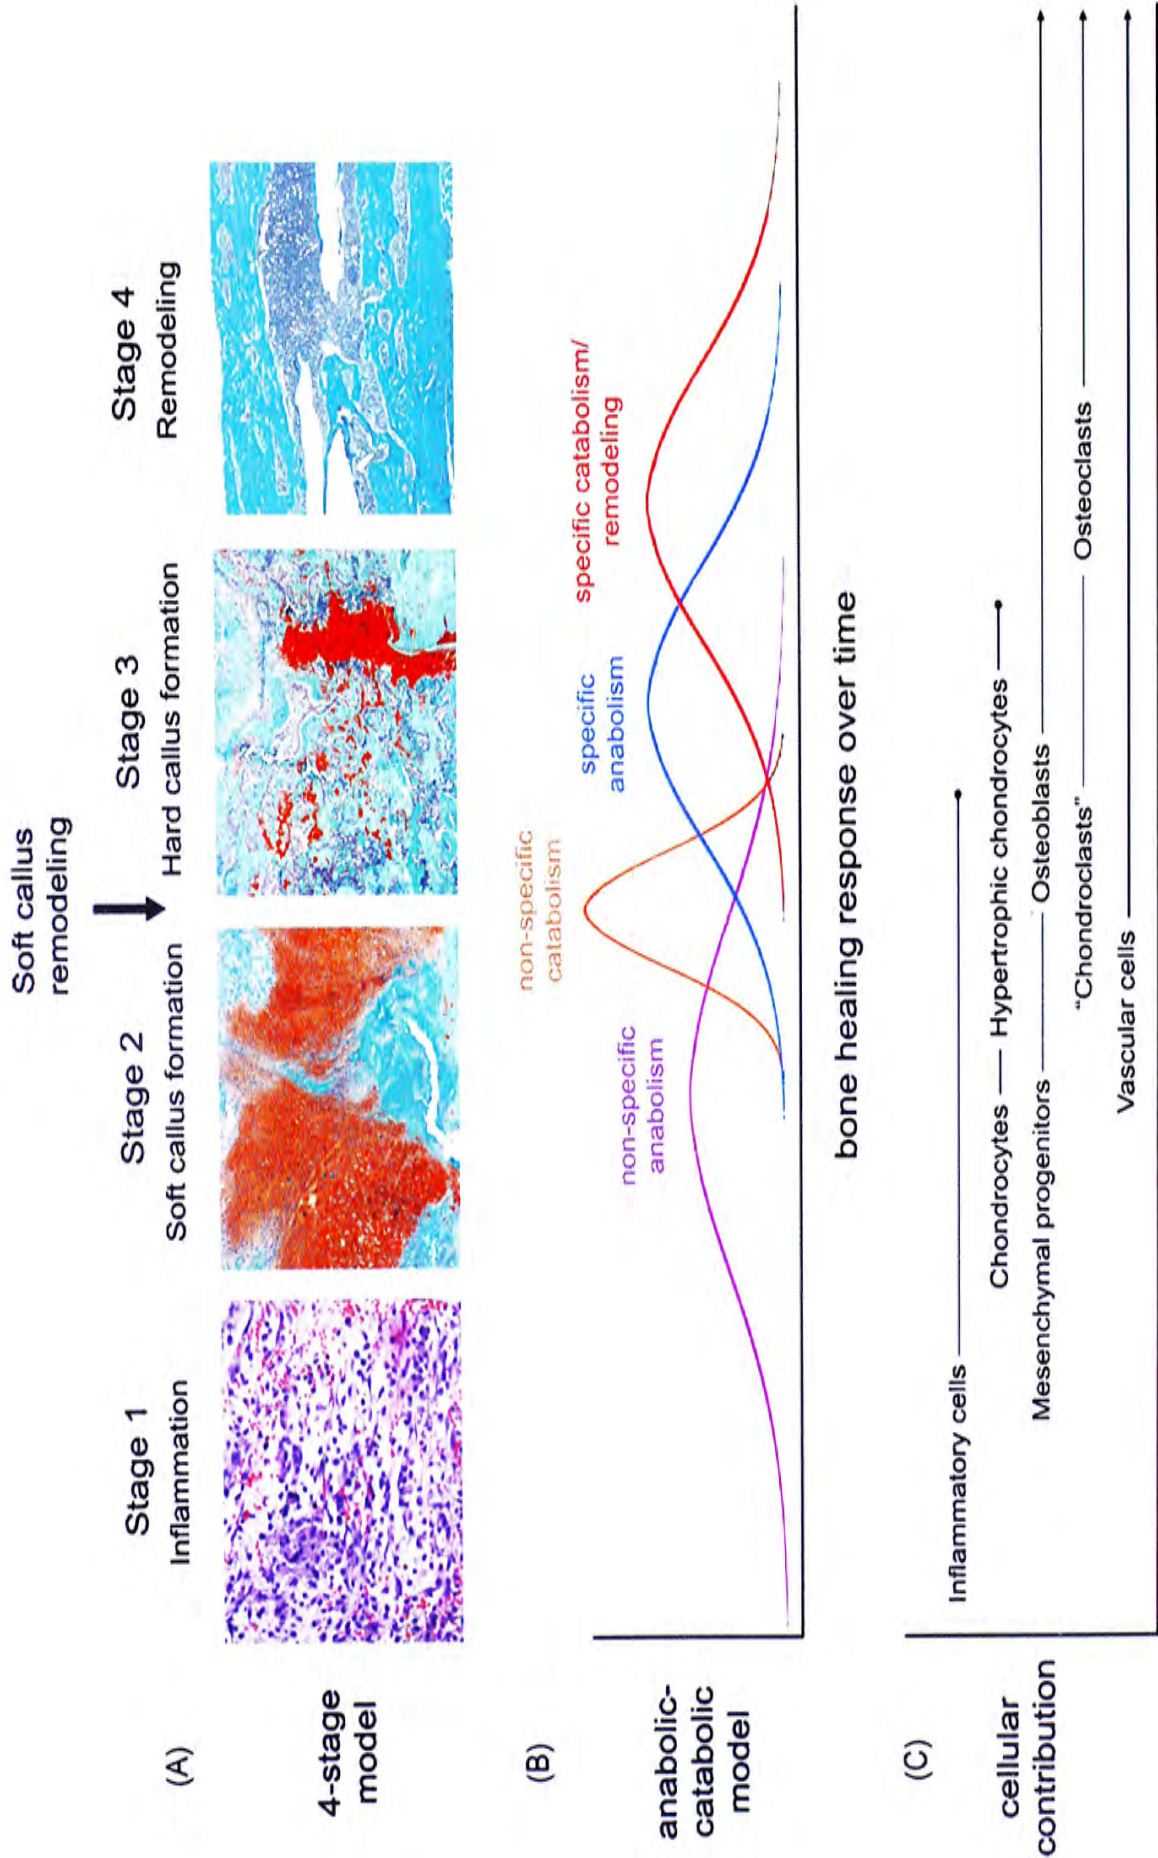 Soft callus
remodeling
Stage 1
Inflammation
Stage 2
Soft callus formation
Stage 3
Hard callus formation
Stage 4
Remodeling
(A)
4-stage
model
(B)
anabolic-
catabolic
model
non-specific
anabolism
non-specific
catabolism
specific
anabolism
specific catabolism/
remodeling
bone healing response over time
(C)
cellular
contribution
Inflammatory cells
Chondrocytes — Hypertrophic chondrocytes
Mesenchymal progenitors — Osteoblasts
“Chondroclasts” — Osteoclasts
Vascular cells